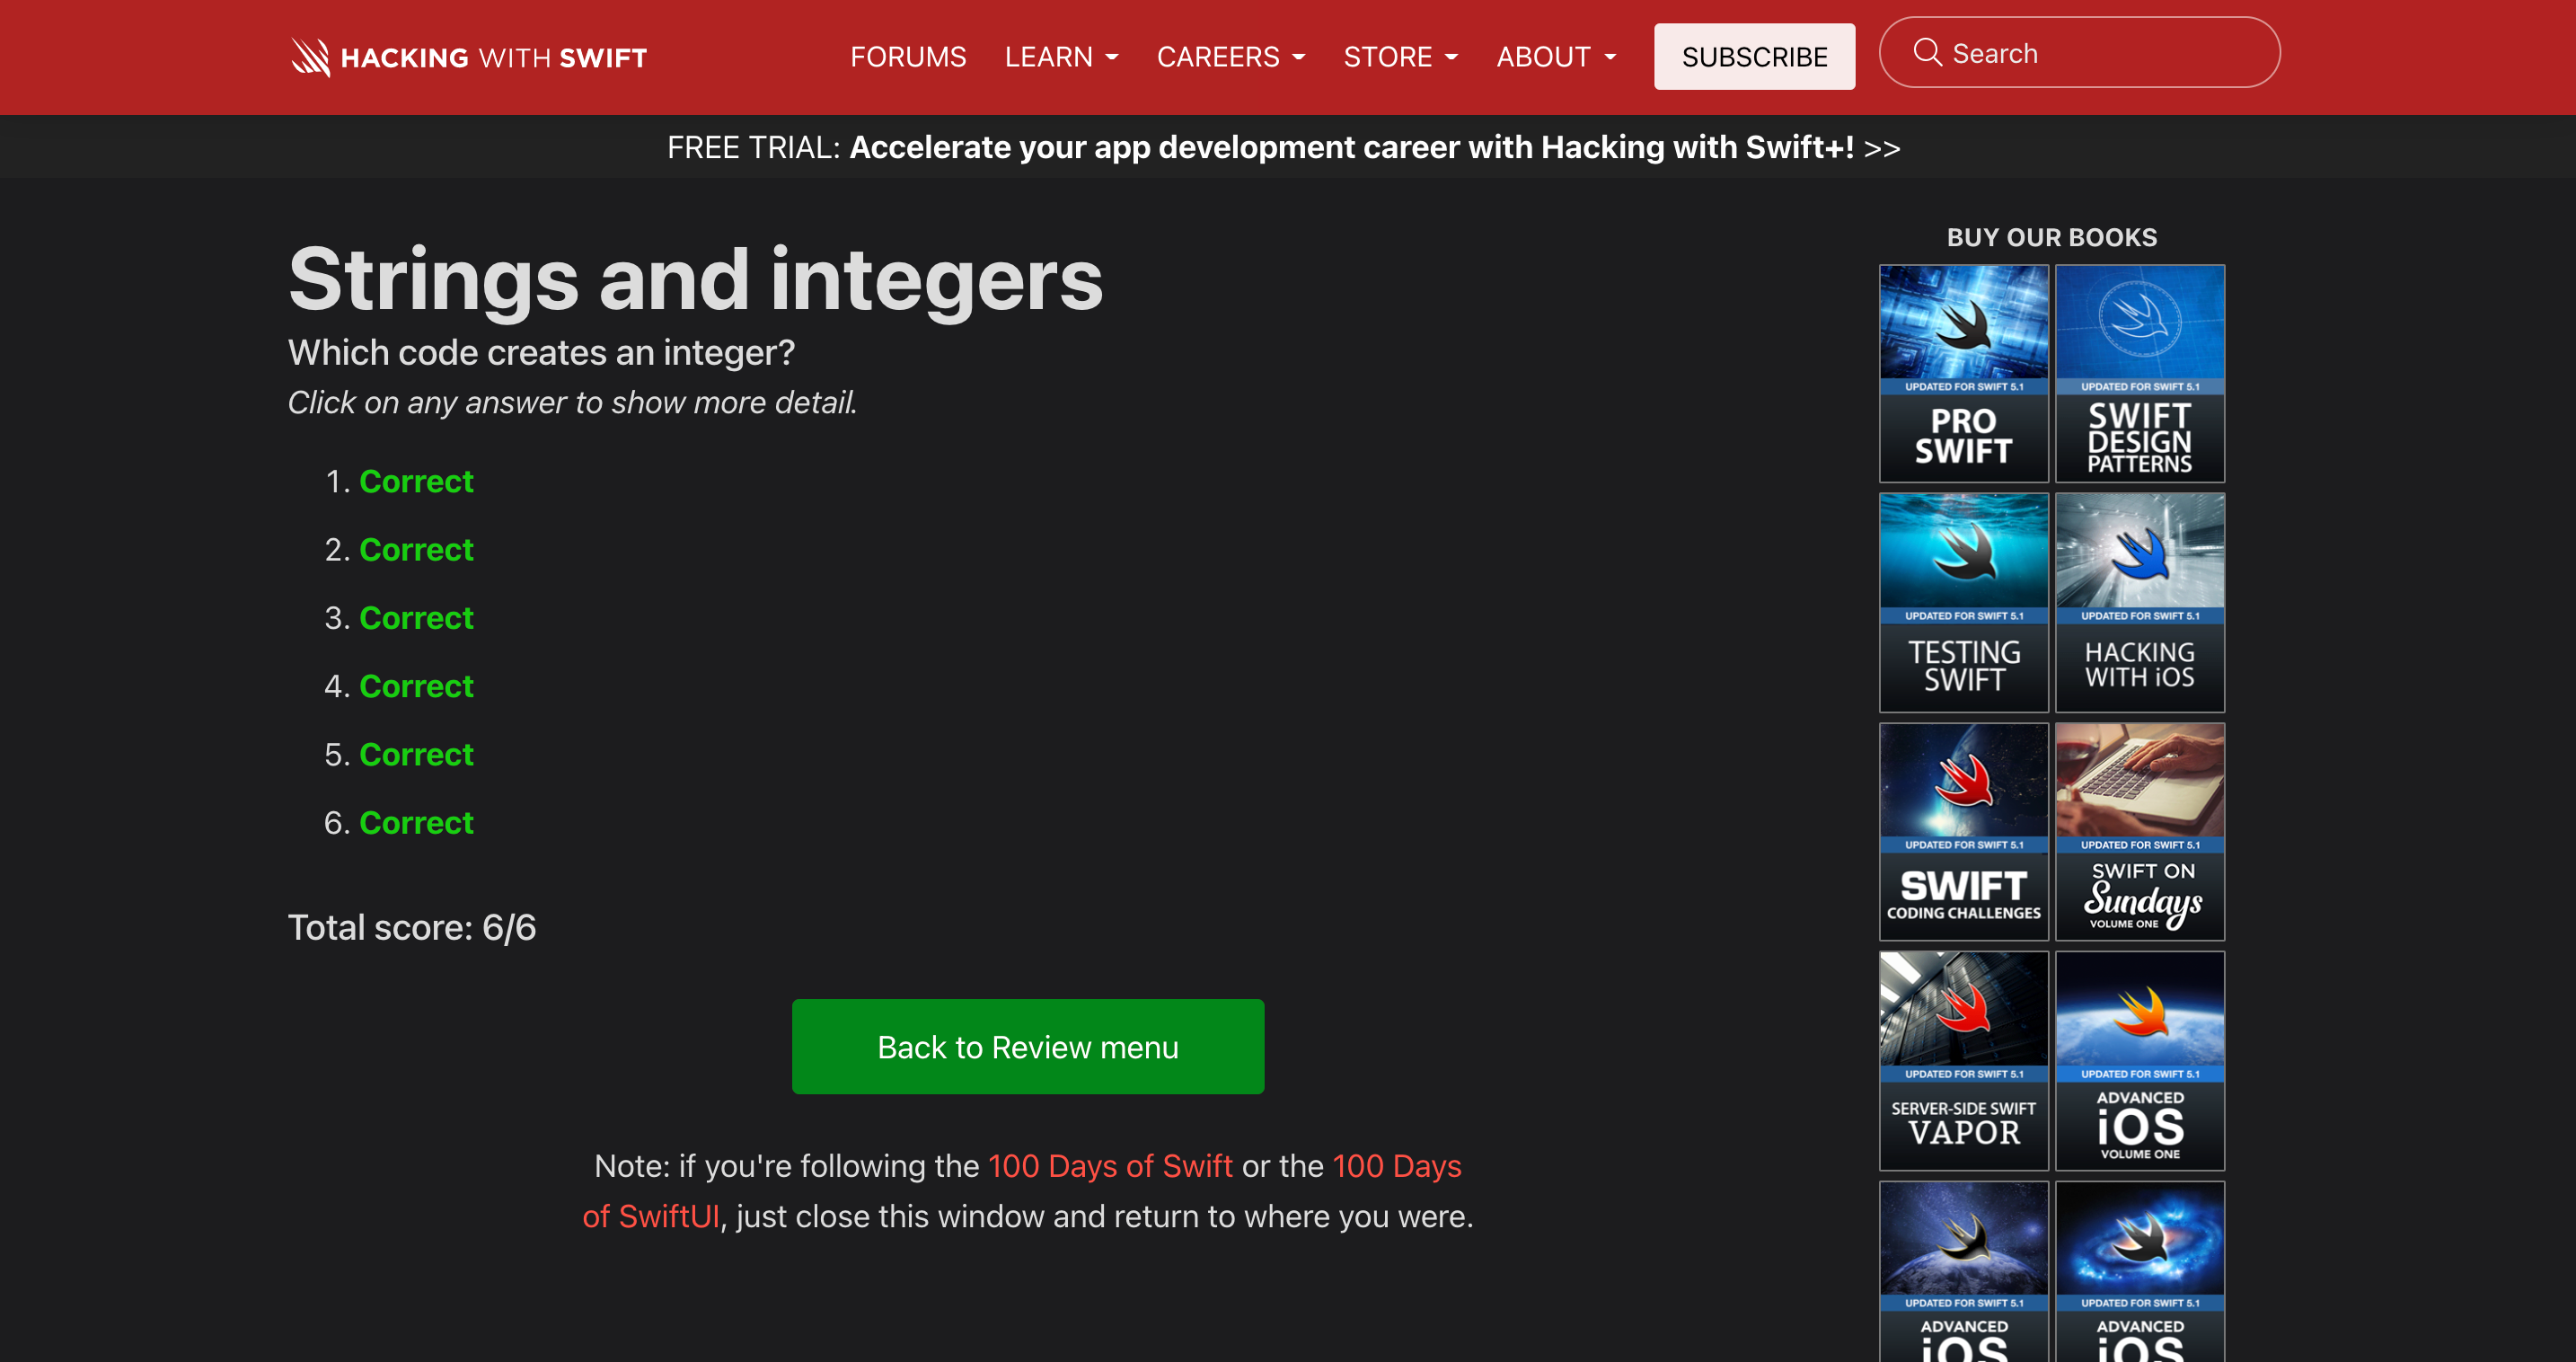 HACKING WITH SWIFT
FORUMS
LEARN
CAREERS
STORE
ABOUT
SUBSCRIBE
Search
FREE TRIAL: Accelerate your app development career with Hacking with Swift+! >>
Strings and integers
Which code creates an integer?
Click on any answer to show more detail.
1. Correct
2. Correct
3. Correct
4. Correct
5. Correct
6. Correct
Total score: 6/6
Back to Review menu
Note: if you're following the 100 Days of Swift or the 100 Days
of SwiftUI, just close this window and return to where you were.
BUY OUR BOOKS
UPDATED FOR SWIFT 5.1
PRO
SWIFT
UPDATED FOR SWIFT 5.1
SWIFT
DESIGN
PATTERNS
UPDATED FOR SWIFT 5.1
TESTING
SWIFT
UPDATED FOR SWIFT 5.1
HACKING
WITH iOS
UPDATED FOR SWIFT 5.1
SWIFT
CODING CHALLENGES
UPDATED FOR SWIFT 5.1
SWIFT ON
Sundays
VOLUME ONE
UPDATED FOR SWIFT 5.1
SERVER-SIDE SWIFT
VAPOR
UPDATED FOR SWIFT 5.1
ADVANCED
iOS
VOLUME ONE
UPDATED FOR SWIFT 5.1
ADVANCED
iOS
UPDATED FOR SWIFT 5.1
ADVANCED
iOS